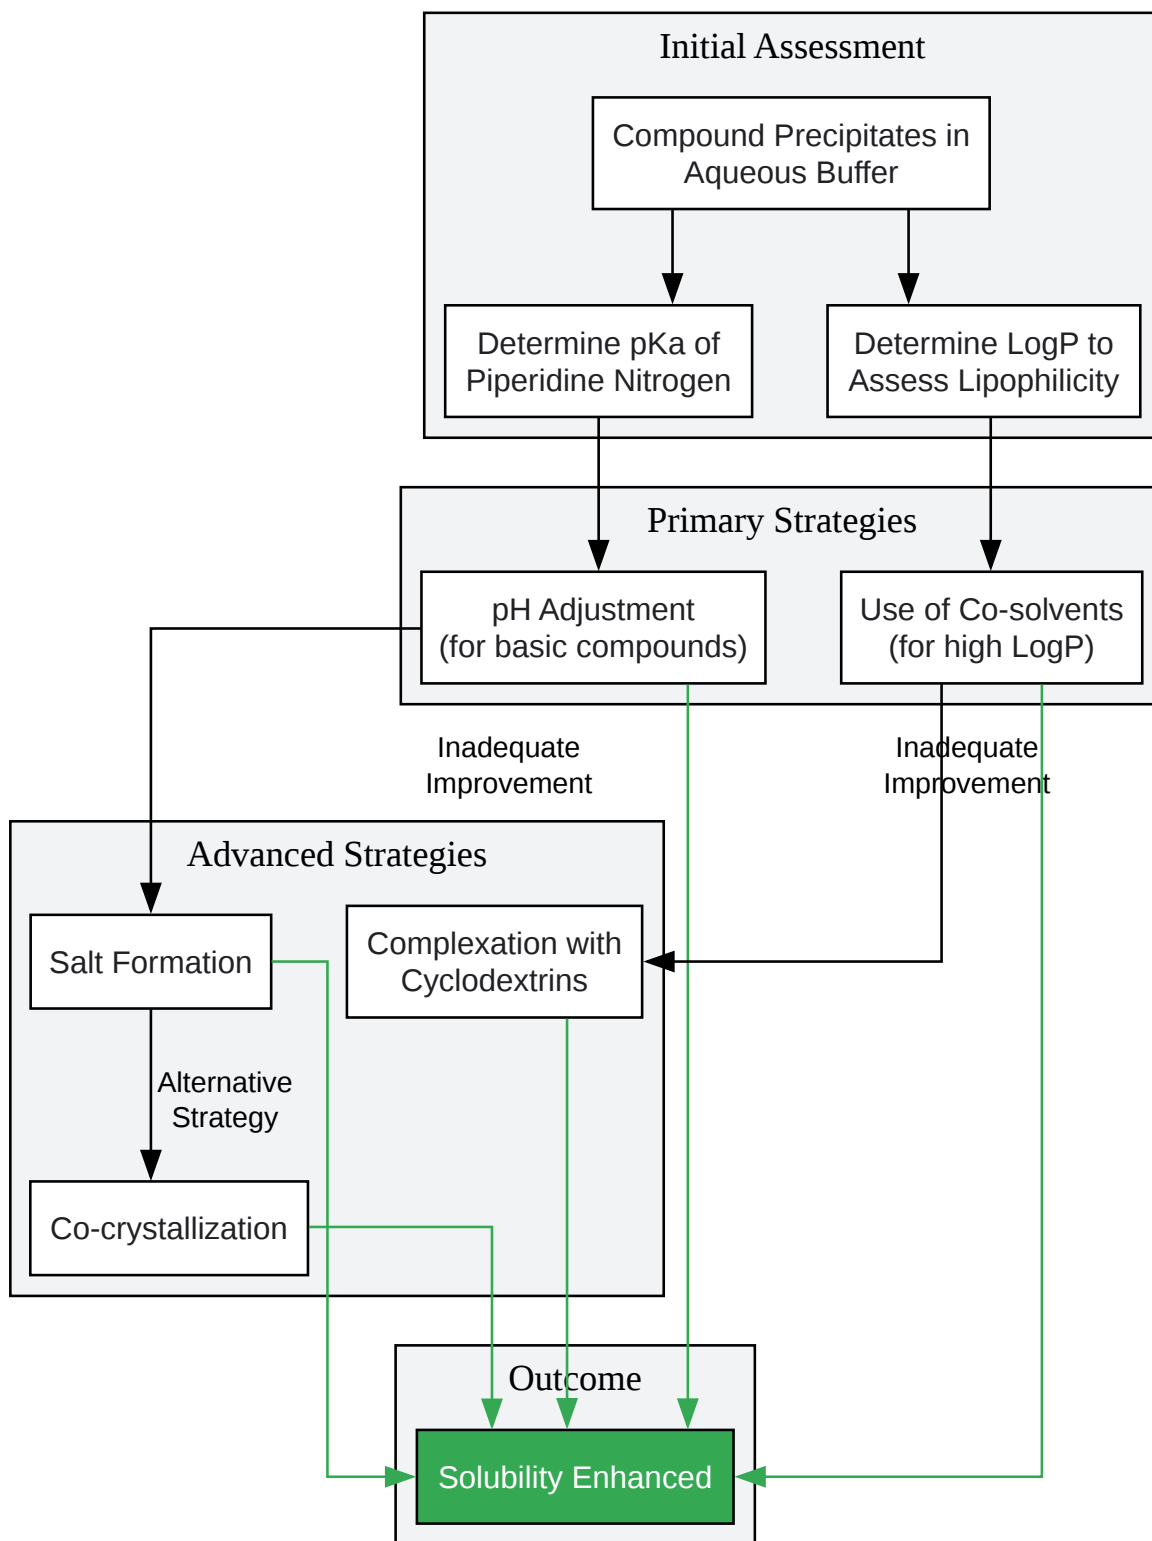 Initial Assessment
Compound Precipitates in
Aqueous Buffer
Determine pKa of
Piperidine Nitrogen
Determine LogP to
Assess Lipophilicity
Primary Strategies
pH Adjustment
(for basic compounds)
Use of Co-solvents
(for high LogP)
Inadequate
Improvement
Inadequate
Improvement
Advanced Strategies
Salt Formation
Complexation with
Cyclodextrins
Alternative
Strategy
Co-crystallization
Outcome
Solubility Enhanced